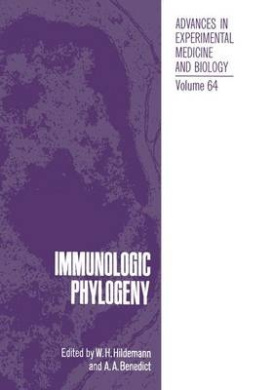 ADVANCES IN
EXPERIMENTAL
MEDICINE
AND BIOLOGY
Volume 64
IMMUNOLOGIC
PHYLOGENY
Edited by W. H. Hildemann
and A. A. Benedict